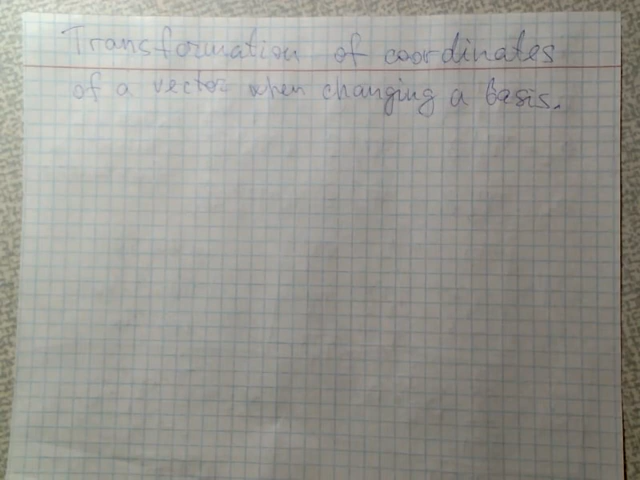 Transformation of coordinates
of a vector when changing a basis.